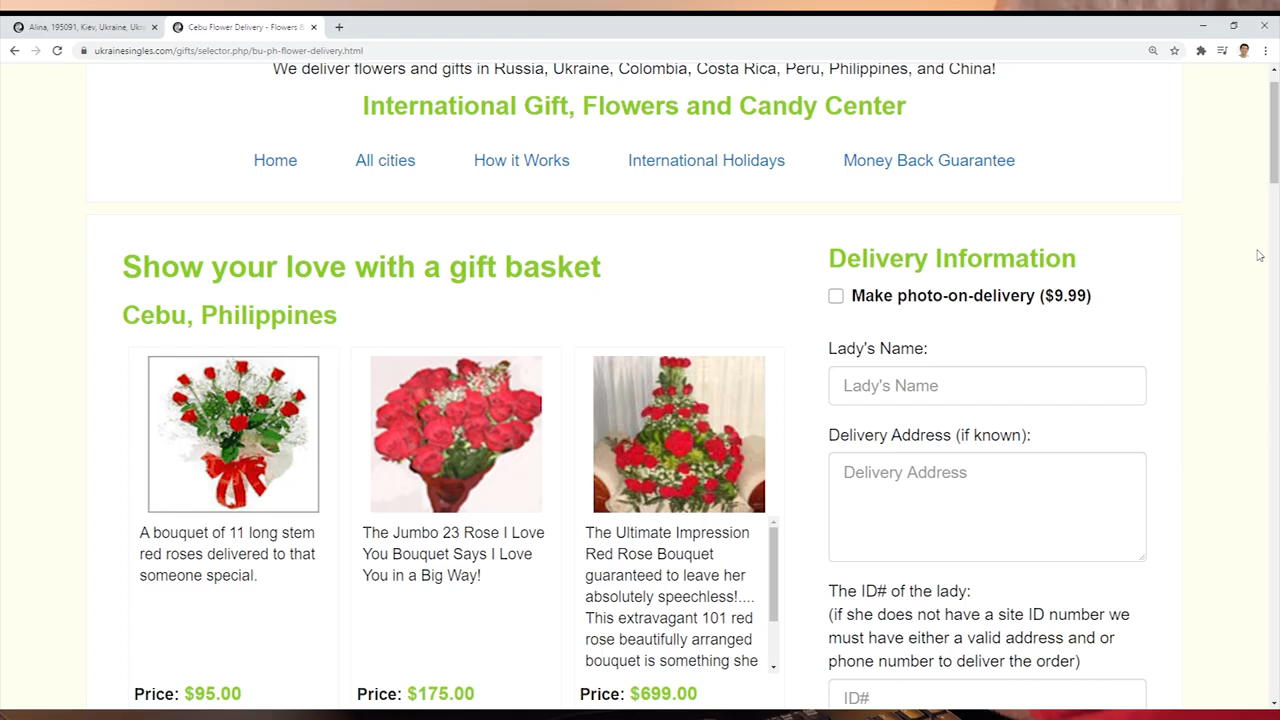 Alina, 195091, Kiev, Ukraine, Ukr
Cebu Flower Delivery - Flowers &
ukrainesingles.com/gifts/selector.php/bu-ph-flower-delivery.html
We deliver flowers and gifts in Russia, Ukraine, Colombia, Costa Rica, Peru, Philippines, and China!
International Gift, Flowers and Candy Center
Home
All cities
How it Works
International Holidays
Money Back Guarantee
Show your love with a gift basket
Cebu, Philippines
A bouquet of 11 long stem
red roses delivered to that
someone special.
Price: $95.00
The Jumbo 23 Rose I Love
You Bouquet Says I Love
You in a Big Way!
Price: $175.00
The Ultimate Impression
Red Rose Bouquet
guaranteed to leave her
absolutely speechless!....
This extravagant 101 red
rose beautifully arranged
bouquet is something she
Price: $699.00
Delivery Information
Make photo-on-delivery ($9.99)
Lady's Name:
Lady's Name
Delivery Address (if known):
Delivery Address
The ID# of the lady:
(if she does not have a site ID number we
must have either a valid address and or
phone number to deliver the order)
ID#